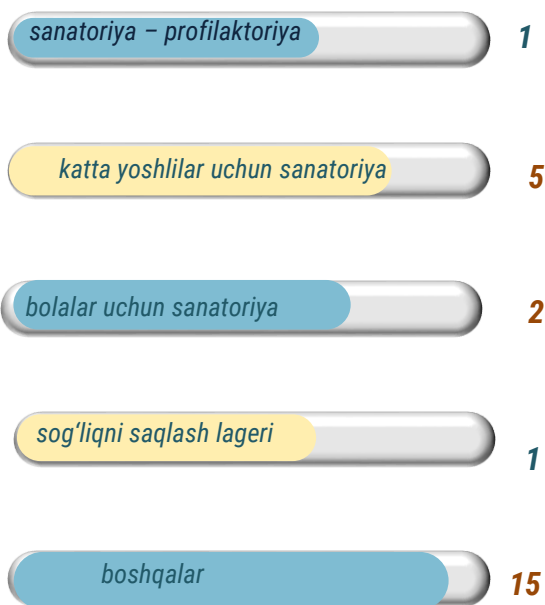 sanatoriya – profilaktoriya 1
katta yoshlilar uchun sanatoriya 5
bolalar uchun sanatoriya 2
sog‘liqni saqlash lageri 1
boshqalar 15